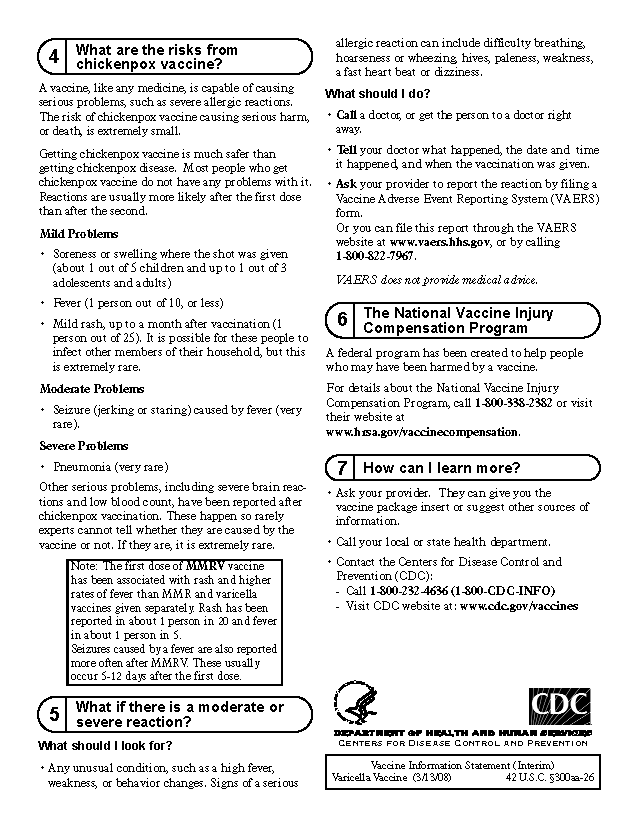 4 What are the risks from
chickenpox vaccine?
A vaccine, like any medicine, is capable of causing
serious problems, such as severe allergic reactions.
The risk of chickenpox vaccine causing serious harm,
or death, is extremely small.
Getting chickenpox vaccine is much safer than
getting chickenpox disease. Most people who get
chickenpox vaccine do not have any problems with it.
Reactions are usually more likely after the first dose
than after the second.
Mild Problems
• Soreness or swelling where the shot was given
(about 1 out of 5 children and up to 1 out of 3
adolescents and adults)
• Fever (1 person out of 10, or less)
• Mild rash, up to a month after vaccination (1
person out of 25). It is possible for these people to
infect other members of their household, but this
is extremely rare.
Moderate Problems
• Seizure (jerking or staring) caused by fever (very
rare).
Severe Problems
• Pneumonia (very rare)
Other serious problems, including severe brain reac-
tions and low blood count, have been reported after
chickenpox vaccination. These happen so rarely
experts cannot tell whether they are caused by the
vaccine or not. If they are, it is extremely rare.
Note: The first dose of MMRV vaccine
has been associated with rash and higher
rates of fever than MMR and varicella
vaccines given separately. Rash has been
reported in about 1 person in 20 and fever
in about 1 person in 5.
Seizures caused by a fever are also reported
more often after MMRV. These usually
occur 5-12 days after the first dose.
5 What if there is a moderate or
severe reaction?
What should I look for?
• Any unusual condition, such as a high fever,
weakness, or behavior changes. Signs of a serious
allergic reaction can include difficulty breathing,
hoarseness or wheezing, hives, paleness, weakness,
a fast heart beat or dizziness.
What should I do?
• Call a doctor, or get the person to a doctor right
away.
• Tell your doctor what happened, the date and time
it happened, and when the vaccination was given.
• Ask your provider to report the reaction by filing a
Vaccine Adverse Event Reporting System (VAERS)
form.
Or you can file this report through the VAERS
website at www.vaers.hhs.gov, or by calling
1-800-822-7967.
VAERS does not provide medical advice.
6 The National Vaccine Injury
Compensation Program
A federal program has been created to help people
who may have been harmed by a vaccine.
For details about the National Vaccine Injury
Compensation Program, call 1-800-338-2382 or visit
their website at
www.hrsa.gov/vaccinecompensation.
7 How can I learn more?
• Ask your provider. They can give you the
vaccine package insert or suggest other sources of
information.
• Call your local or state health department.
• Contact the Centers for Disease Control and
Prevention (CDC):
- Call 1-800-232-4636 (1-800-CDC-INFO)
- Visit CDC website at: www.cdc.gov/vaccines
CDC
DEPARTMENT OF HEALTH AND HUMAN SERVICES
CENTERS FOR DISEASE CONTROL AND PREVENTION
Vaccine Information Statement (Interim)
Varicella Vaccine (3/13/08) 42 U.S.C. §300aa-26